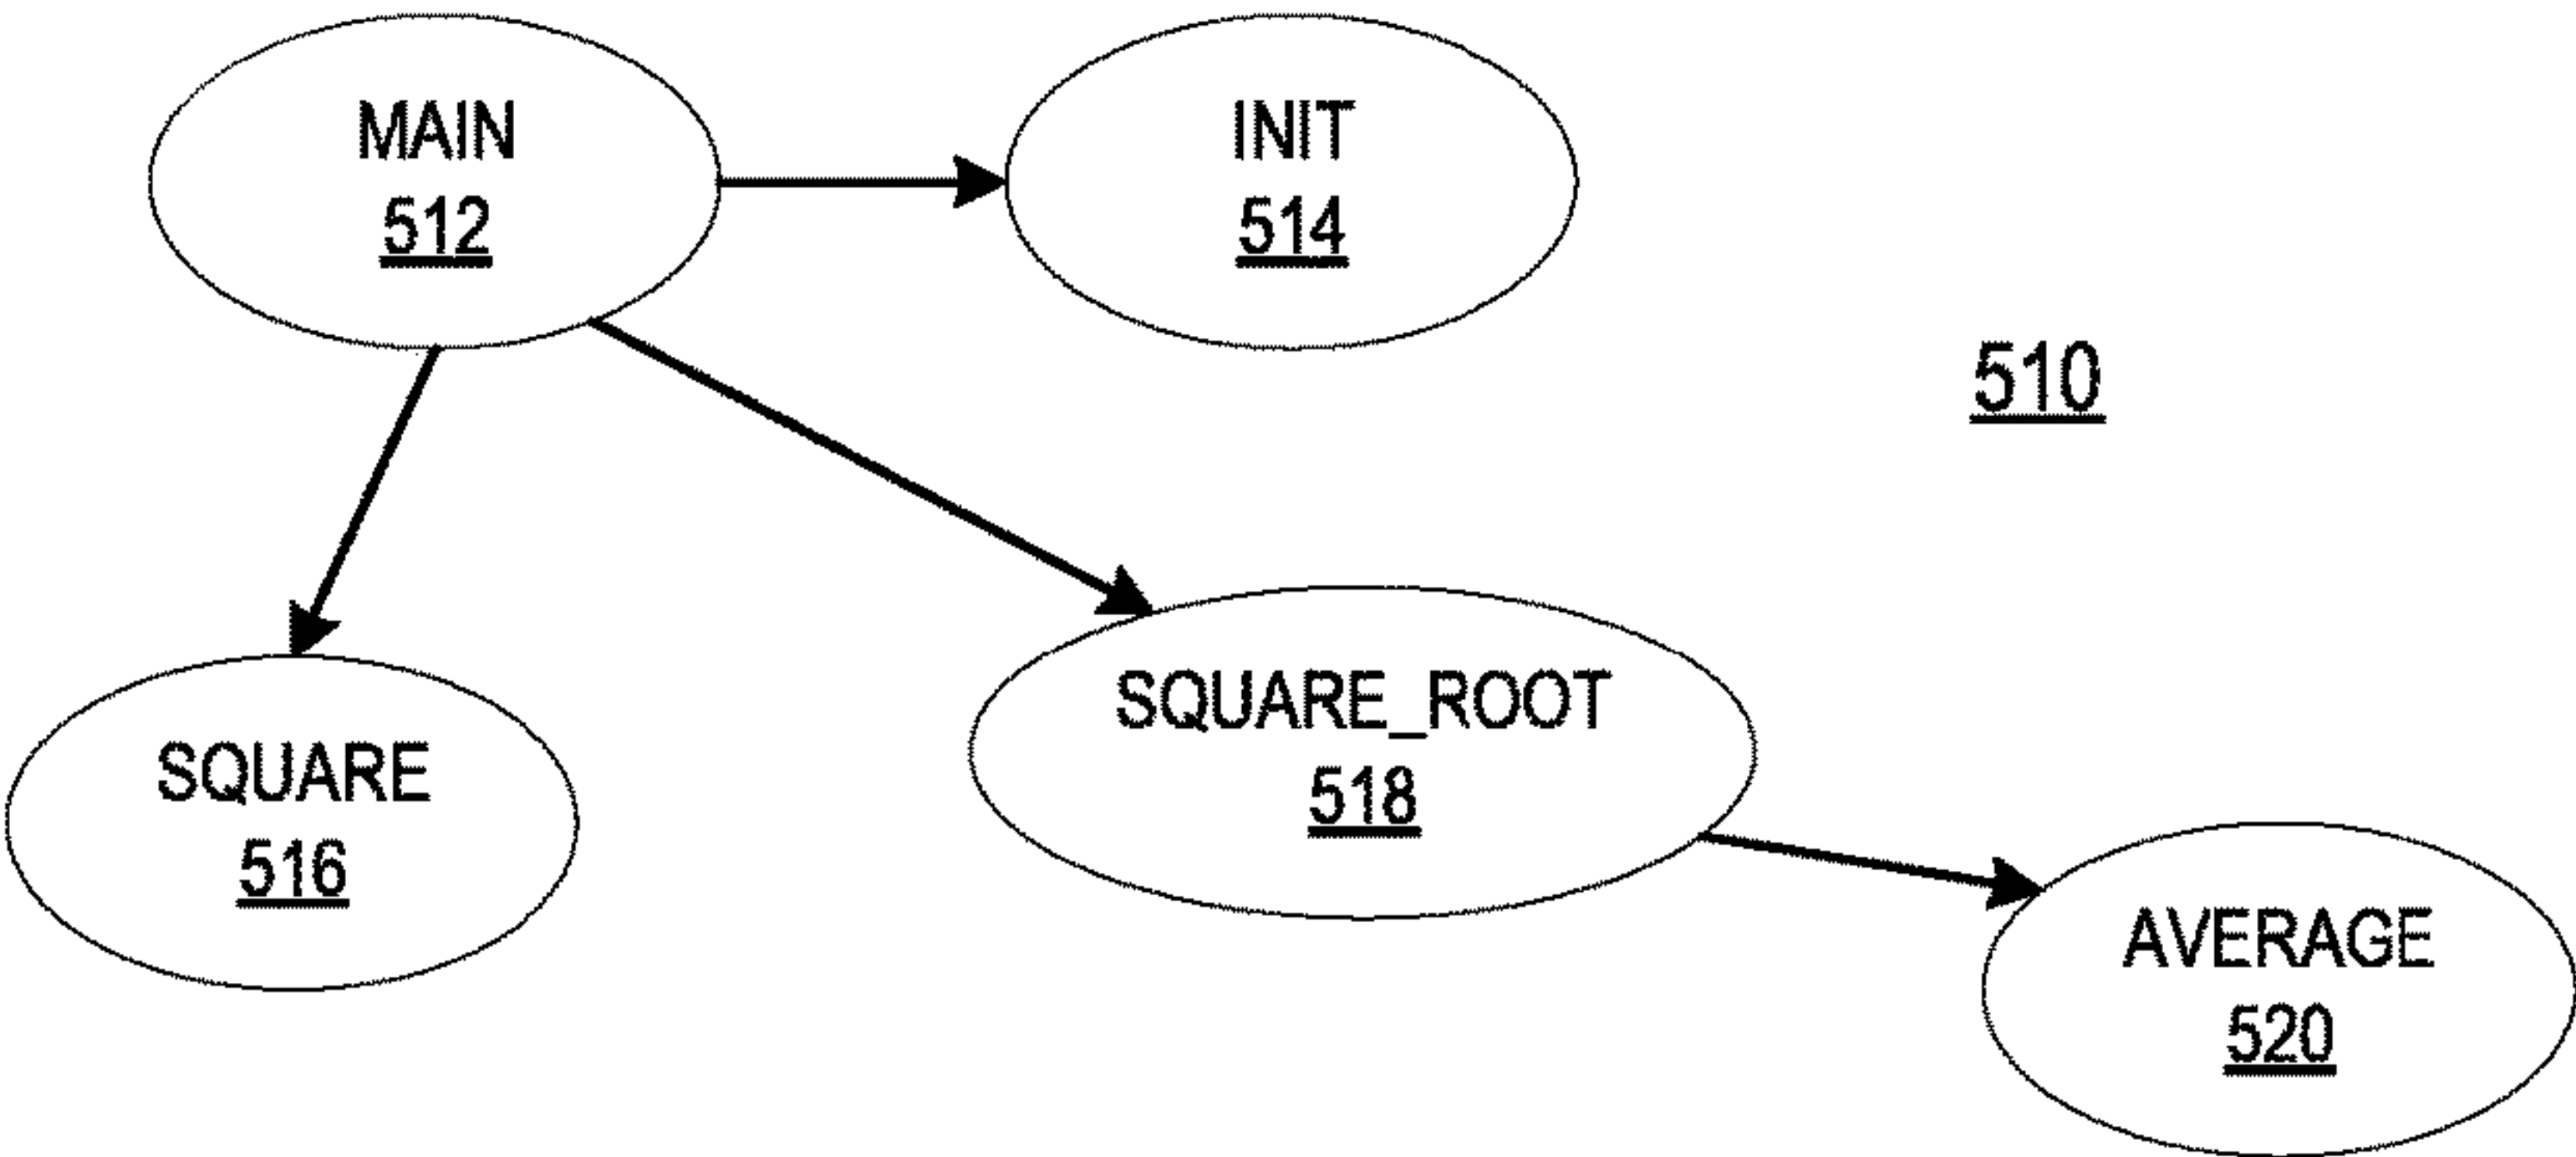 MAIN
512
INIT
514
510
SQUARE
516
SQUARE_ROOT
518
AVERAGE
520